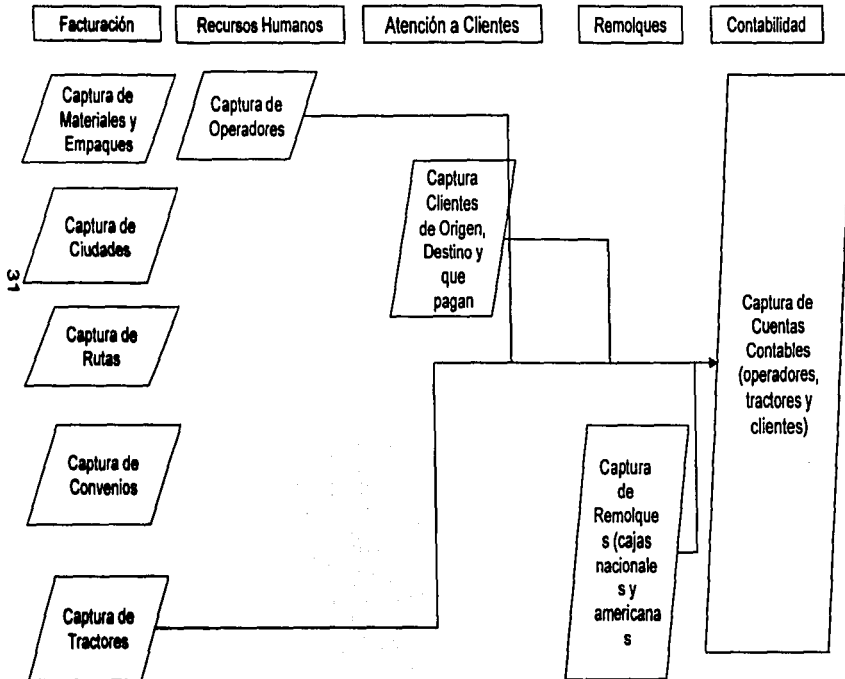 Facturación
Recursos Humanos
Atención a Clientes
Remolques
Contabilidad
Captura de
Materiales y
Empaques
Captura de
Operadores
Captura
Clientes
de Origen,
Destino y
que
pagan
Captura de
Ciudades
31
Captura de
Rutas
Captura de
Cuentas
Contables
(operadores,
tractores y
clientes)
Captura de
Convenios
Captura
de
Remolque
s (cajas
nacionale
s y
americana
s
Captura de
Tractores